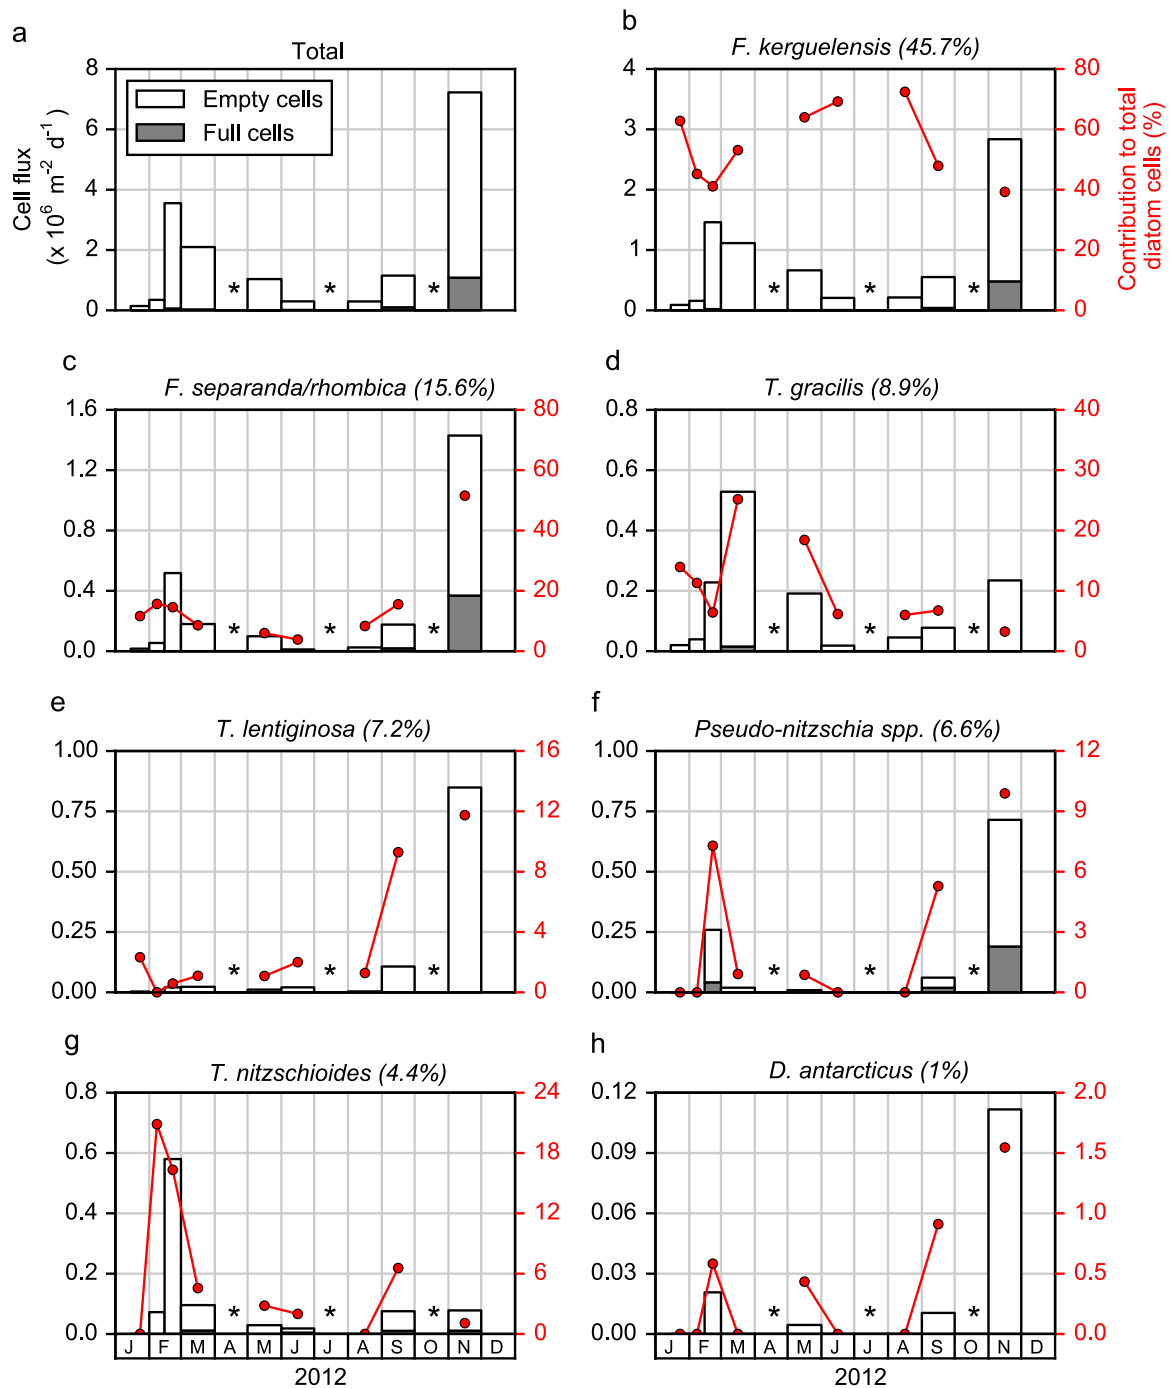 a
Total
8
6
4
2
0
Cell flux
(x 10⁶ m⁻² d⁻¹)
Empty cells
Full cells
* * *
b
F. kerguelensis (45.7%)
4
3
2
1
0
* * *
80
60
40
20
0
Contribution to total
diatom cells (%)
c
F. separanda/rhombica (15.6%)
1.6
1.2
0.8
0.4
0.0
* * *
80
60
40
20
0
d
T. gracilis (8.9%)
0.8
0.6
0.4
0.2
0.0
* * *
40
30
20
10
0
e
T. lentiginosa (7.2%)
1.00
0.75
0.50
0.25
0.00
* * *
16
12
8
4
0
f
Pseudo-nitzschia spp. (6.6%)
1.00
0.75
0.50
0.25
0.00
* * *
12
9
6
3
0
g
T. nitzschioides (4.4%)
0.8
0.6
0.4
0.2
0.0
* * *
24
18
12
6
0
J F M A M J J A S O N D
2012
h
D. antarcticus (1%)
0.12
0.09
0.06
0.03
0.00
* * *
2.0
1.5
1.0
0.5
0.0
J F M A M J J A S O N D
2012